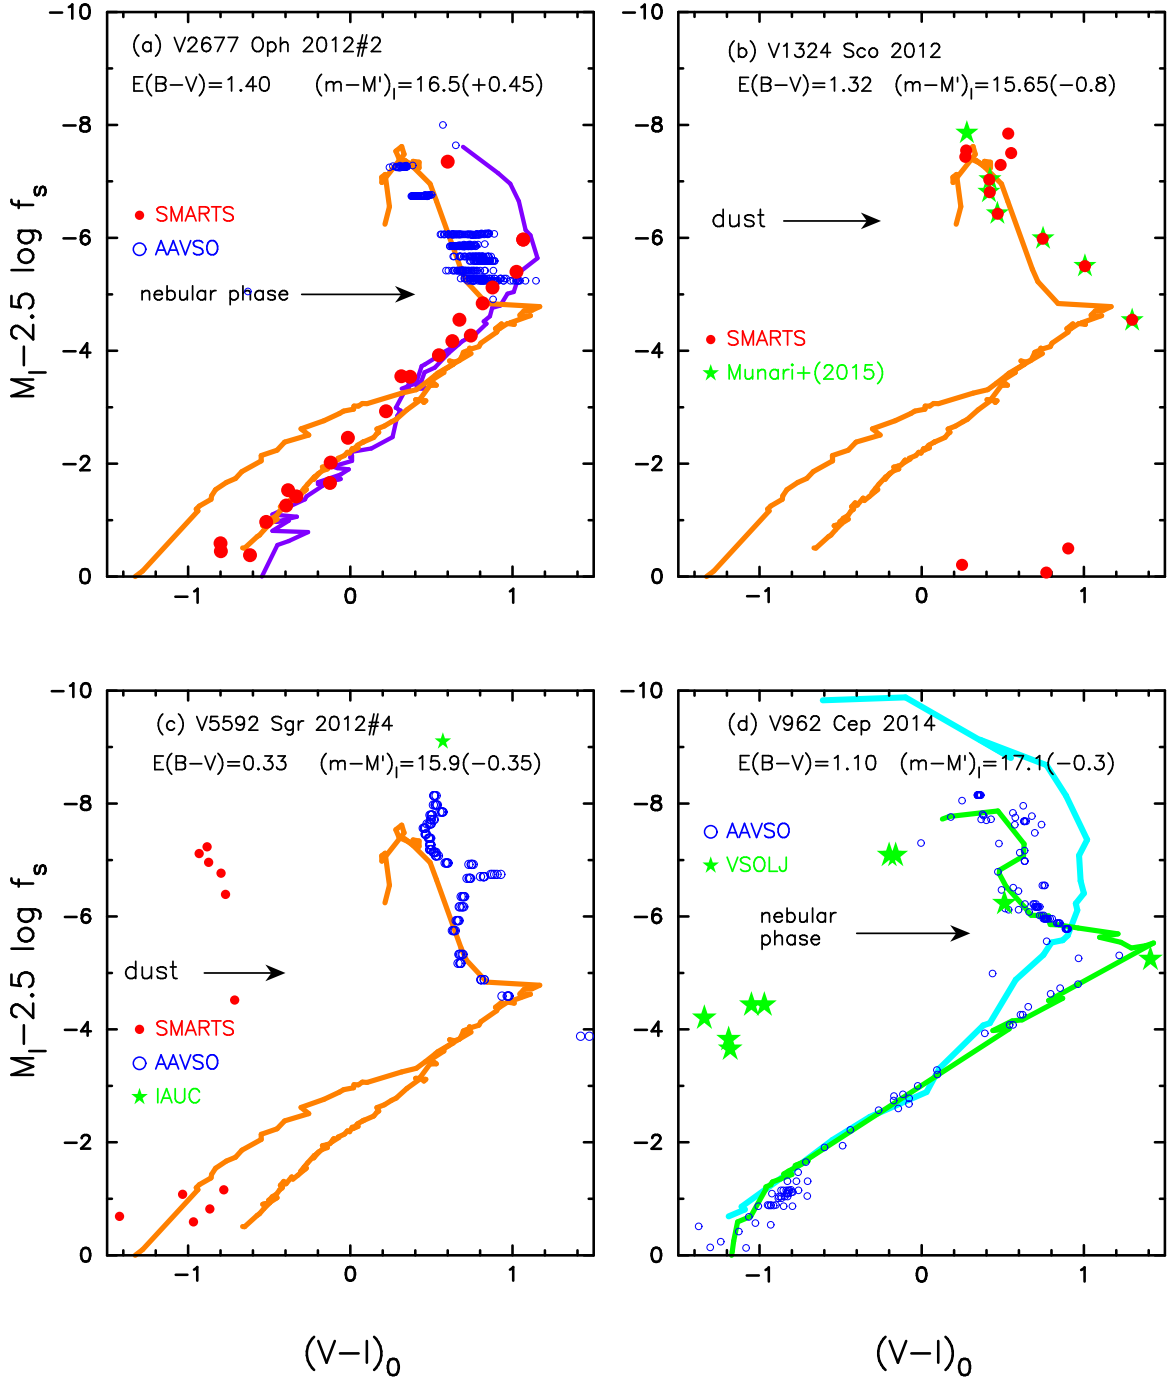 (a) V2677 Oph 2012#2
E(B−V)=1.40 (m−M')I=16.5(+0.45)
SMARTS
AAVSO
nebular phase
−10
−8
−6
−4
−2
0
−1 0 1
MI−2.5 log fs
(b) V1324 Sco 2012
E(B−V)=1.32 (m−M')I=15.65(−0.8)
dust
SMARTS
Munari+(2015)
−10
−8
−6
−4
−2
0
−1 0 1
(c) V5592 Sgr 2012#4
E(B−V)=0.33 (m−M')I=15.9(−0.35)
dust
SMARTS
AAVSO
IAUC
−10
−8
−6
−4
−2
0
−1 0 1
MI−2.5 log fs
(V−I)0
(d) V962 Cep 2014
E(B−V)=1.10 (m−M')I=17.1(−0.3)
AAVSO
VSOLJ
nebular
phase
−10
−8
−6
−4
−2
0
−1 0 1
(V−I)0